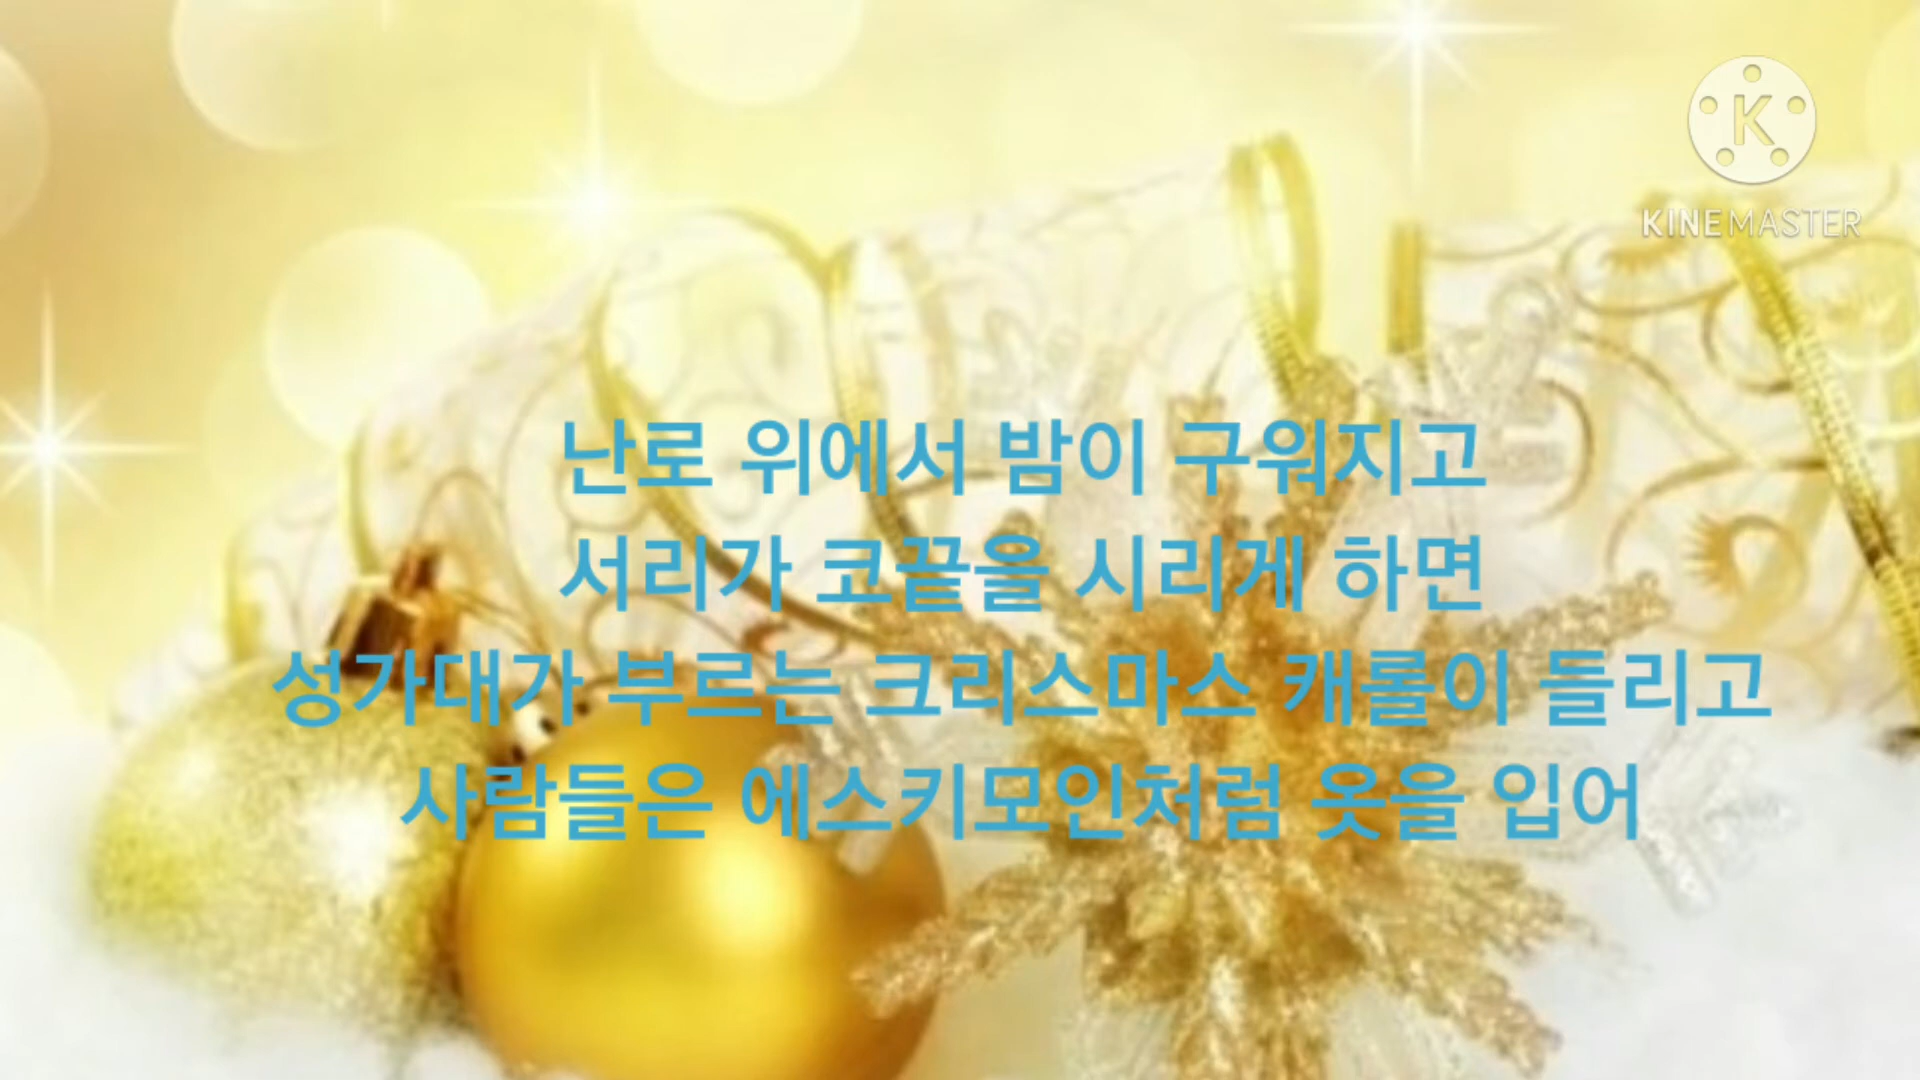 K
KINEMASTER
난로 위에서 밤이 구워지고
서리가 코끝을 시리게 하면
성가대가 부르는 크리스마스 캐롤이 들리고
사람들은 에스키모인처럼 옷을 입어